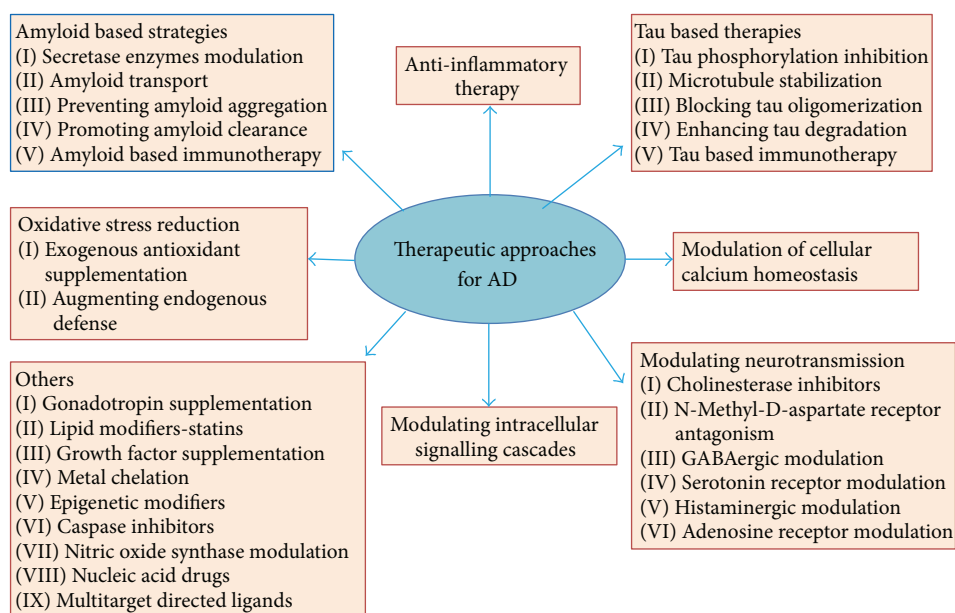 Amyloid based strategies
(I) Secretase enzymes modulation
(II) Amyloid transport
(III) Preventing amyloid aggregation
(IV) Promoting amyloid clearance
(V) Amyloid based immunotherapy
Anti-inflammatory
therapy
Tau based therapies
(I) Tau phosphorylation inhibition
(II) Microtubule stabilization
(III) Blocking tau oligomerization
(IV) Enhancing tau degradation
(V) Tau based immunotherapy
Oxidative stress reduction
(I) Exogenous antioxidant
supplementation
(II) Augmenting endogenous
defense
Therapeutic approaches
for AD
Modulation of cellular
calcium homeostasis
Others
(I) Gonadotropin supplementation
(II) Lipid modifiers-statins
(III) Growth factor supplementation
(IV) Metal chelation
(V) Epigenetic modifiers
(VI) Caspase inhibitors
(VII) Nitric oxide synthase modulation
(VIII) Nucleic acid drugs
(IX) Multitarget directed ligands
Modulating intracellular
signalling cascades
Modulating neurotransmission
(I) Cholinesterase inhibitors
(II) N-Methyl-D-aspartate receptor
antagonism
(III) GABAergic modulation
(IV) Serotonin receptor modulation
(V) Histaminergic modulation
(VI) Adenosine receptor modulation